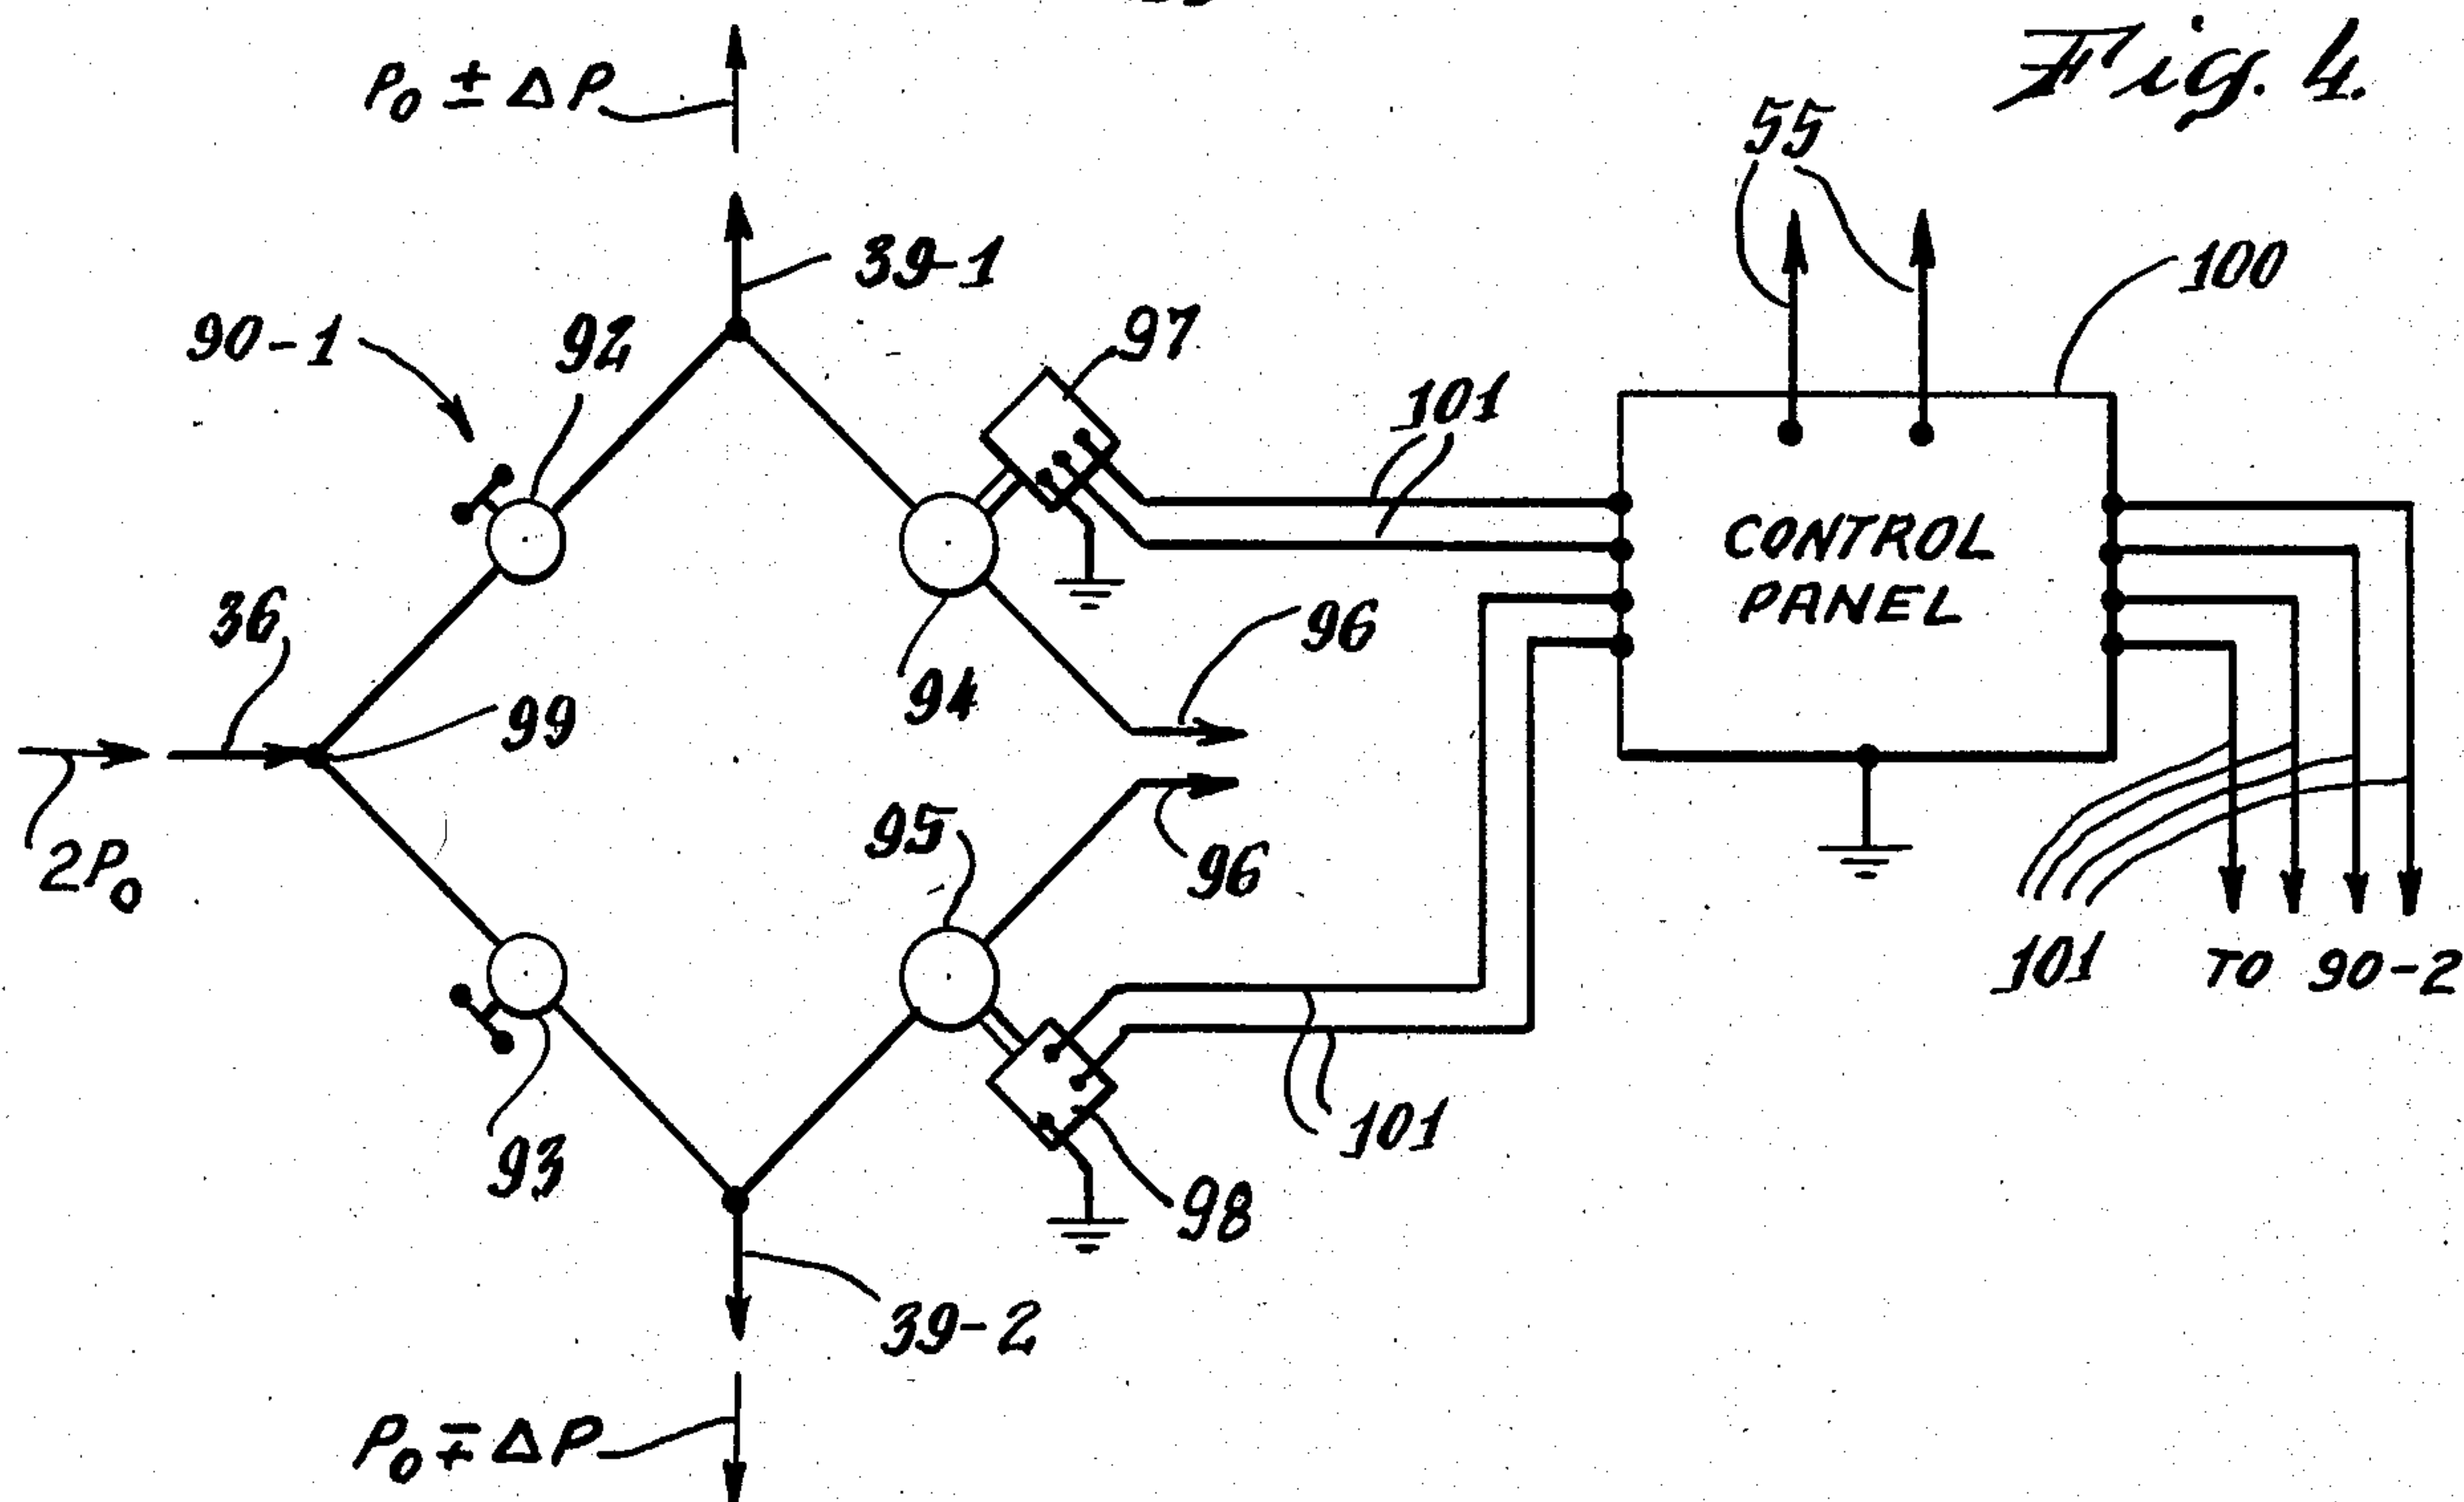 Fig. 4.
P₀ ± ΔP
55
39-1
100
90-1
92
97
101
CONTROL
PANEL
36
96
94
99
95
2P₀
96
101
TO 90-2
93
101
98
39-2
P₀ ∓ ΔP